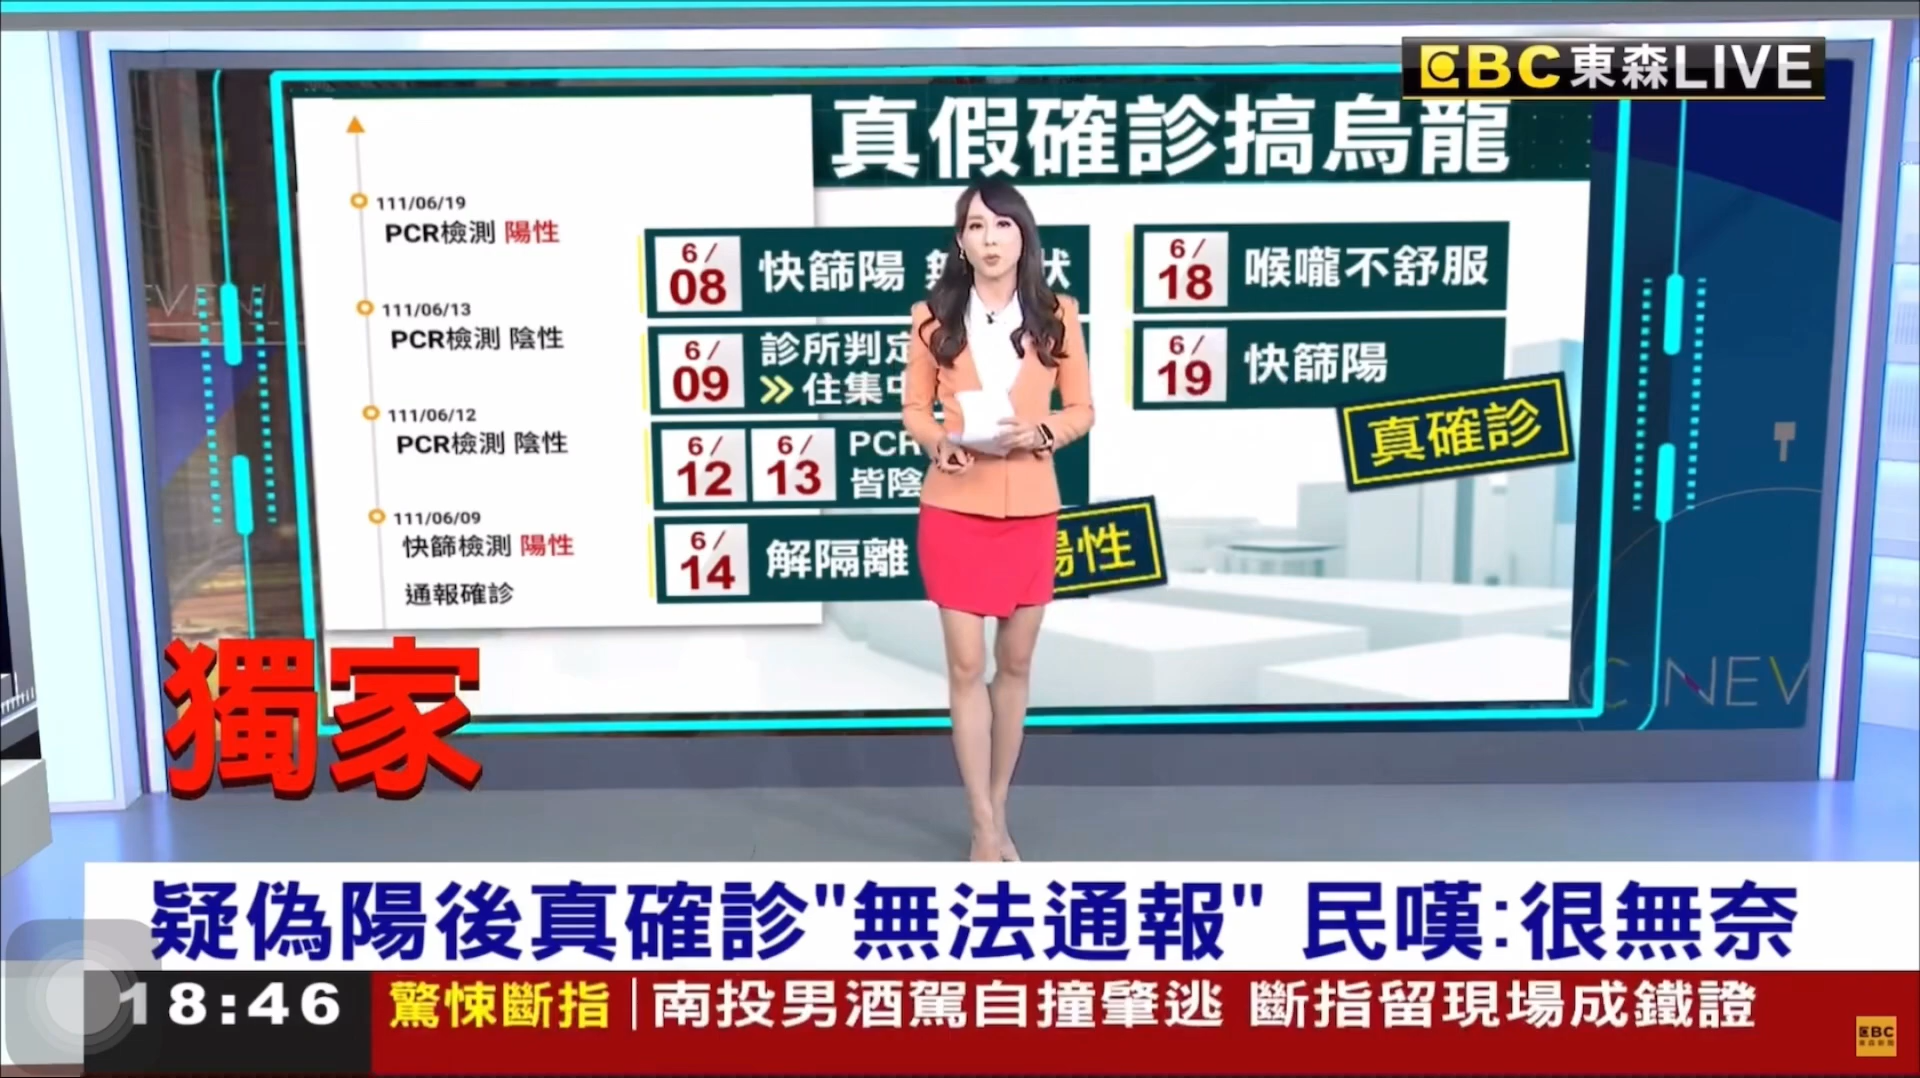 EBC東森LIVE
真假確診搞烏龍
111/06/19
PCR檢測 陽性
111/06/13
PCR檢測 陰性
111/06/12
PCR檢測 陰性
111/06/09
快篩檢測 陽性
通報確診
6/08 快篩陽
6/09 診所判定
》住集中
6/12 6/13 PCR
皆陰
6/14 解隔離
陽性
6/18 喉嚨不舒服
6/19 快篩陽
真確診
獨家
疑偽陽後真確診"無法通報" 民嘆:很無奈
18:46 驚悚斷指 南投男酒駕自撞肇逃 斷指留現場成鐵證
EBC
東森新聞